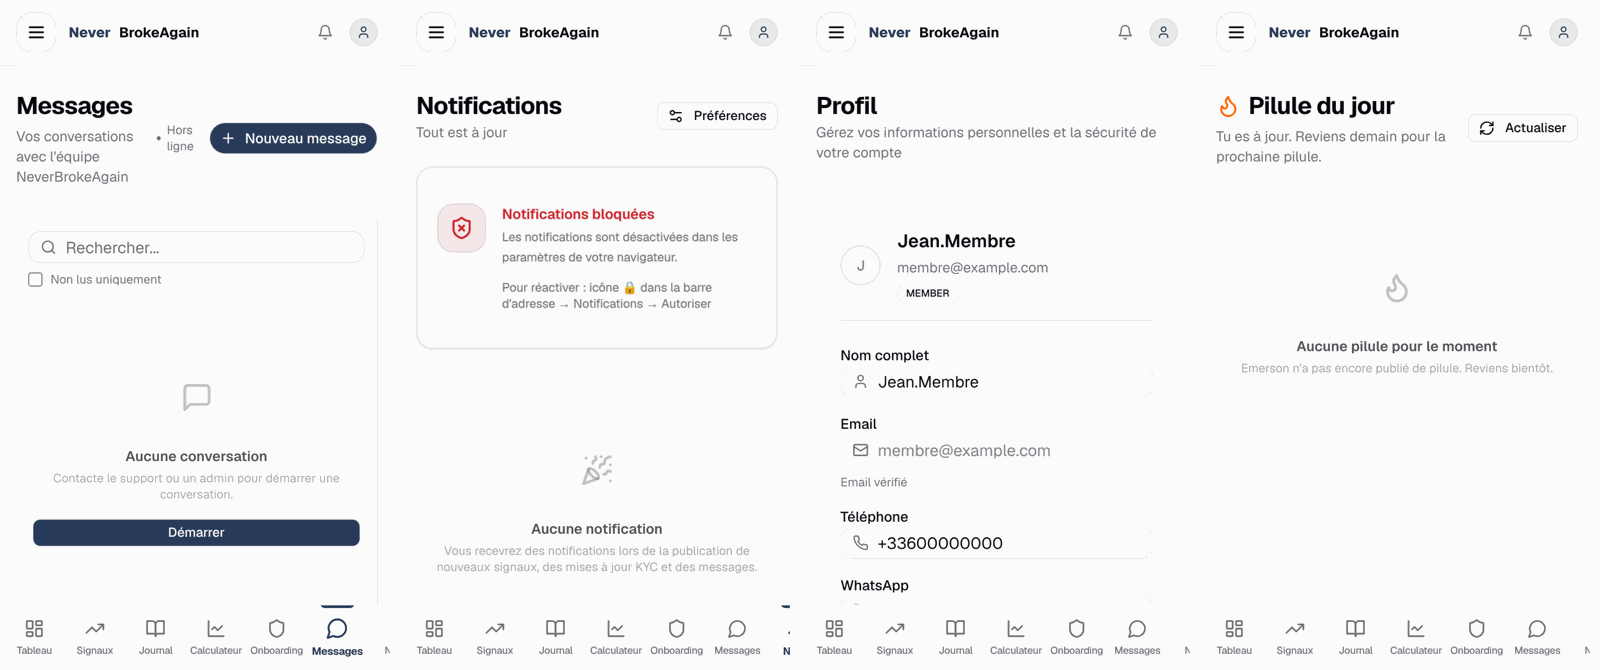 Never BrokeAgain
Messages
Vos conversations
avec l'équipe
NeverBrokeAgain
Hors
ligne
Nouveau message
Rechercher...
Non lus uniquement
Aucune conversation
Contacte le support ou un admin pour démarrer une
conversation.
Démarrer
Tableau
Signaux
Journal
Calculateur
Onboarding
Messages
N
Never BrokeAgain
Notifications
Tout est à jour
Préférences
Notifications bloquées
Les notifications sont désactivées dans les
paramètres de votre navigateur.
Pour réactiver : icône 🔒 dans la barre
d'adresse → Notifications → Autoriser
Aucune notification
Vous recevrez des notifications lors de la publication de
nouveaux signaux, des mises à jour KYC et des messages.
Tableau
Signaux
Journal
Calculateur
Onboarding
Messages
N
Never BrokeAgain
Profil
Gérez vos informations personnelles et la sécurité de
votre compte
J
Jean.Membre
membre@example.com
MEMBER
Nom complet
Jean.Membre
Email
membre@example.com
Email vérifié
Téléphone
+33600000000
WhatsApp
Tableau
Signaux
Journal
Calculateur
Onboarding
Messages
N
Never BrokeAgain
Pilule du jour
Tu es à jour. Reviens demain pour la
prochaine pilule.
Actualiser
Aucune pilule pour le moment
Emerson n'a pas encore publié de pilule. Reviens bientôt.
Tableau
Signaux
Journal
Calculateur
Onboarding
Messages
N